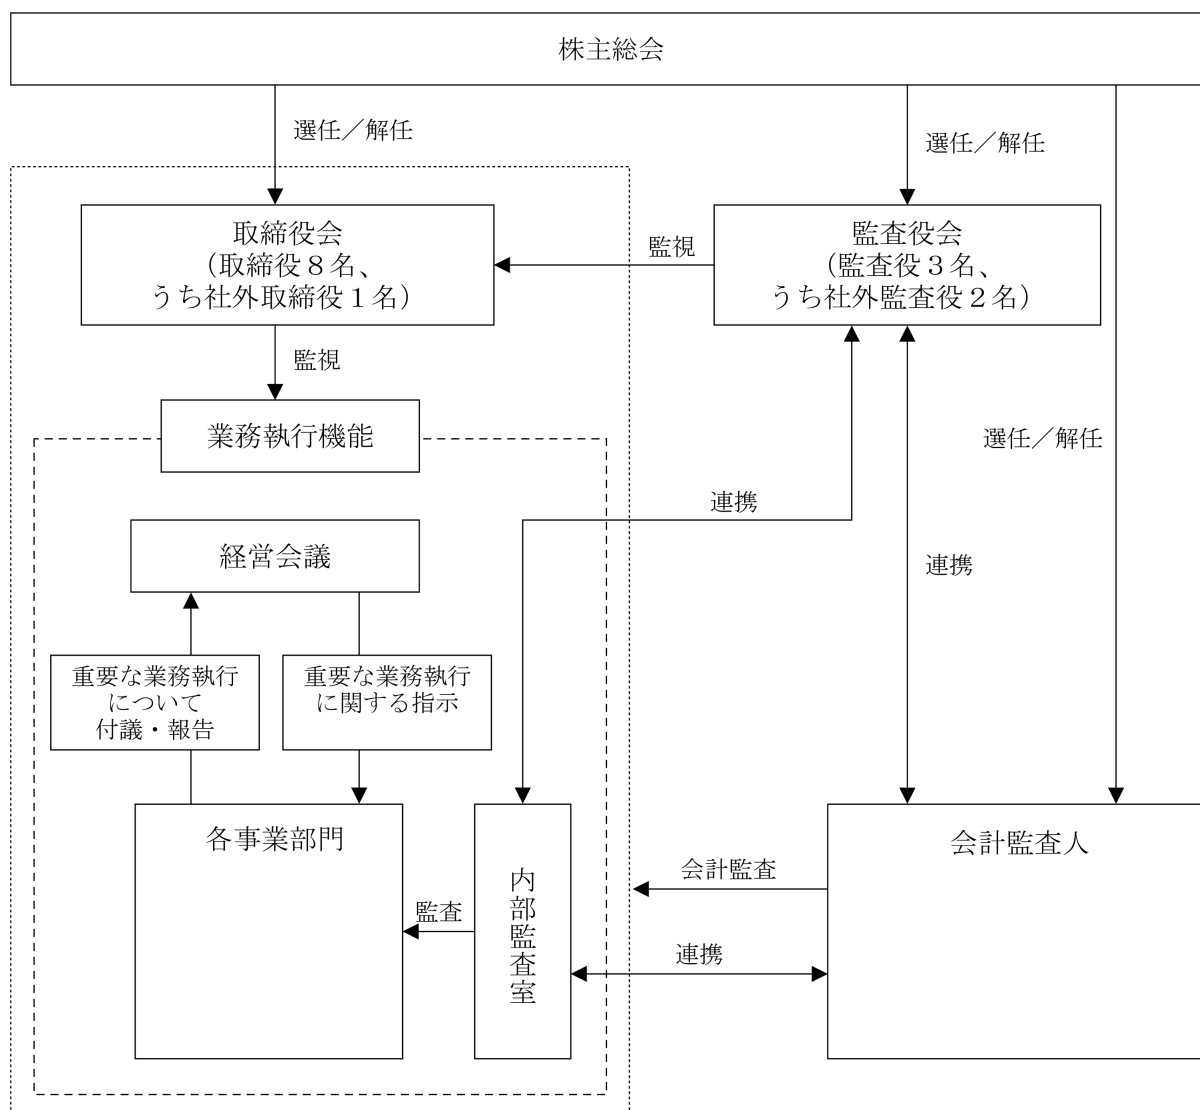 株主総会
選任／解任
選任／解任
取締役会
（取締役８名、
うち社外取締役１名）
監視
監査役会
（監査役３名、
うち社外監査役２名）
監視
業務執行機能
選任／解任
連携
経営会議
連携
重要な業務執行
について
付議・報告
重要な業務執行
に関する指示
各事業部門
内部監査室
会計監査人
会計監査
監査
連携